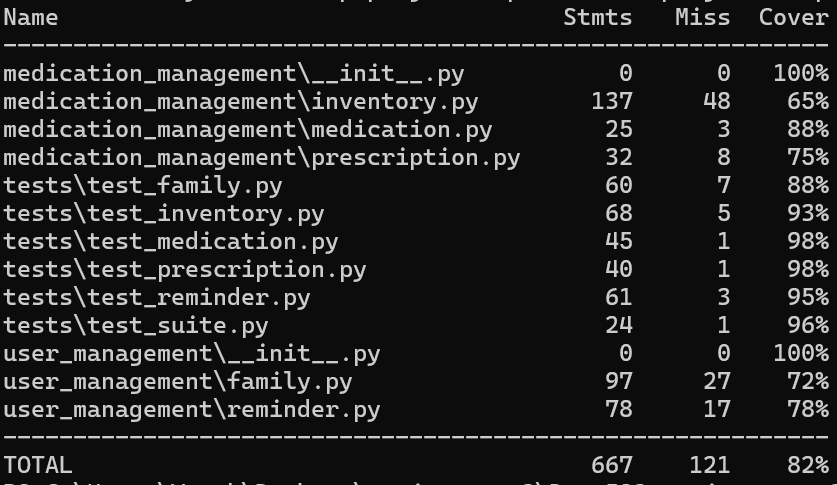 Name Stmts Miss Cover
---------------------------------------------------------------
medication_management\__init__.py 0 0 100%
medication_management\inventory.py 137 48 65%
medication_management\medication.py 25 3 88%
medication_management\prescription.py 32 8 75%
tests\test_family.py 60 7 88%
tests\test_inventory.py 68 5 93%
tests\test_medication.py 45 1 98%
tests\test_prescription.py 40 1 98%
tests\test_reminder.py 61 3 95%
tests\test_suite.py 24 1 96%
user_management\__init__.py 0 0 100%
user_management\family.py 97 27 72%
user_management\reminder.py 78 17 78%
---------------------------------------------------------------
TOTAL 667 121 82%